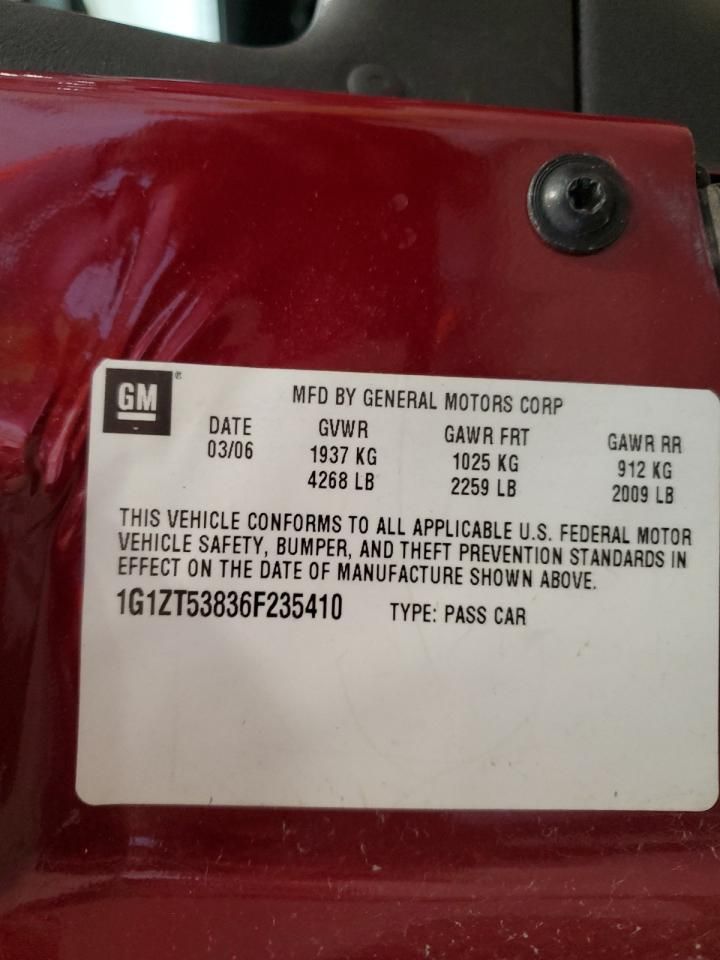 GM®
MFD BY GENERAL MOTORS CORP
DATE GVWR GAWR FRT GAWR RR
03/06 1937 KG 1025 KG 912 KG
4268 LB 2259 LB 2009 LB
THIS VEHICLE CONFORMS TO ALL APPLICABLE U.S. FEDERAL MOTOR
VEHICLE SAFETY, BUMPER, AND THEFT PREVENTION STANDARDS IN
EFFECT ON THE DATE OF MANUFACTURE SHOWN ABOVE.
1G1ZT53836F235410 TYPE: PASS CAR